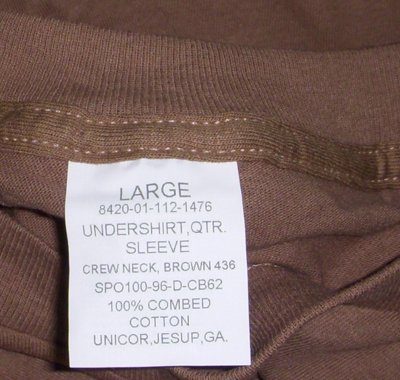 LARGE
8420-01-112-1476
UNDERSHIRT,QTR.
SLEEVE
CREW NECK, BROWN 436
SPO100-96-D-CB62
100% COMBED
COTTON
UNICOR,JESUP,GA.